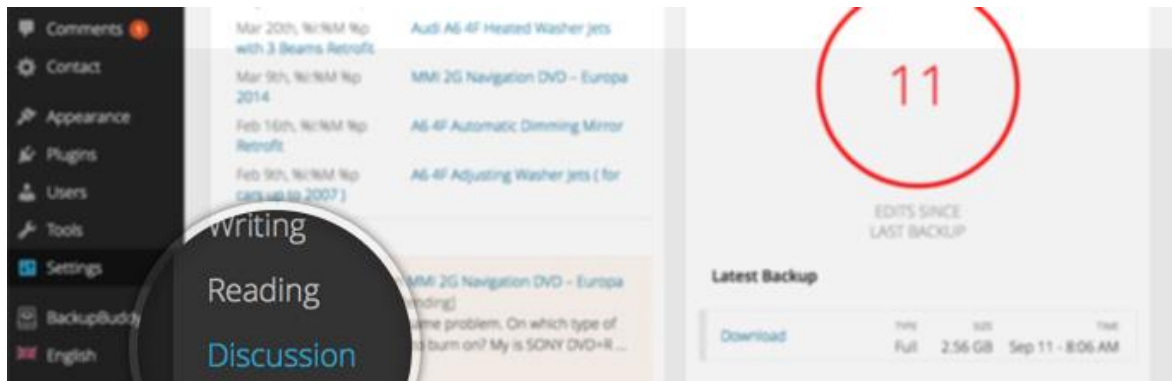 Comments 1
Contact
Appearance
Plugins
Users
Tools
Settings
BackupBuddy
English
Writing
Reading
Discussion
Mar 20th, %i:%M %p Audi A6 4F Heated Washer Jets
with 3 Beams Retrofit
Mar 9th, %i:%M %p MMI 2G Navigation DVD – Europa
2014
Feb 16th, %i:%M %p A6 4F Automatic Dimming Mirror
Retrofit
Feb 9th, %i:%M %p A6 4F Adjusting Washer Jets ( for
cars up to 2007 )
MMI 2G Navigation DVD – Europa
ending]
ame problem. On which type of
to burn on? My is SONY DVD+R ...
11
EDITS SINCE
LAST BACKUP
Latest Backup
TYPE SIZE TIME
Download Full 2.56 GB Sep 11 - 8:06 AM